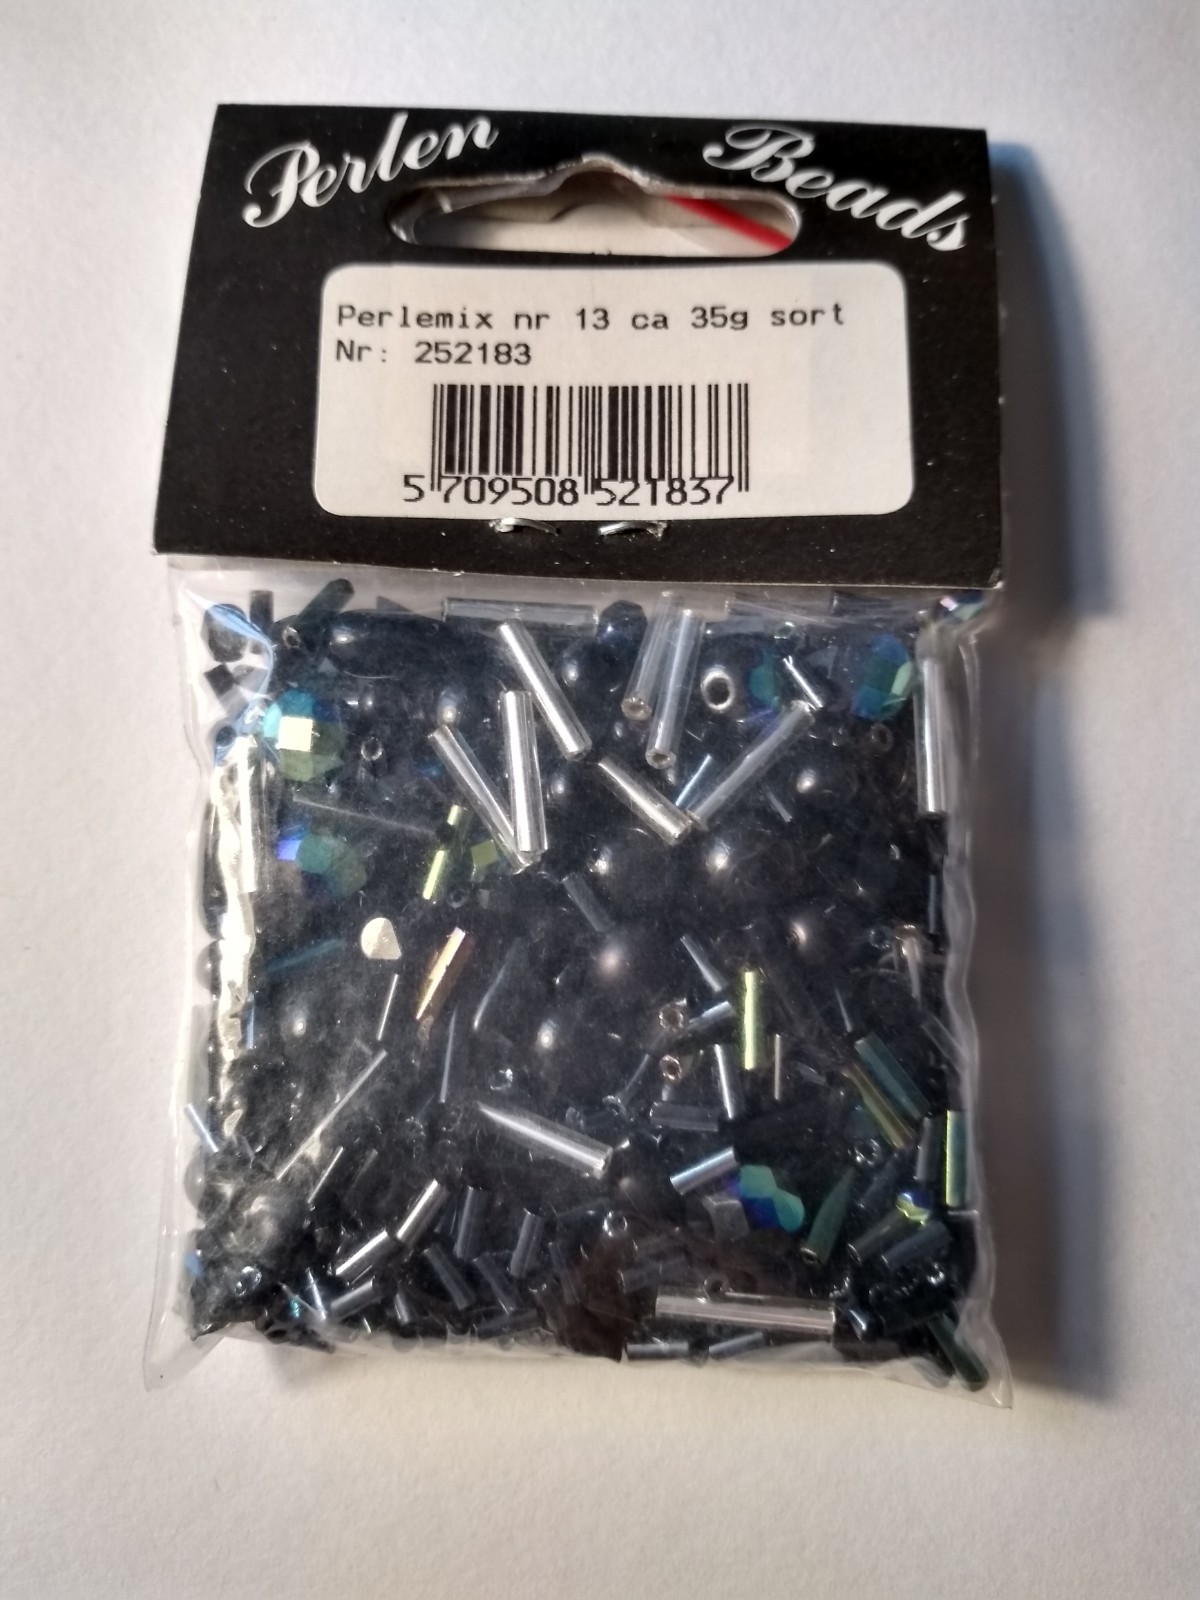 Perlen Beads
Perlemix nr 13 ca 35g sort
Nr: 252183
5 709508 521837